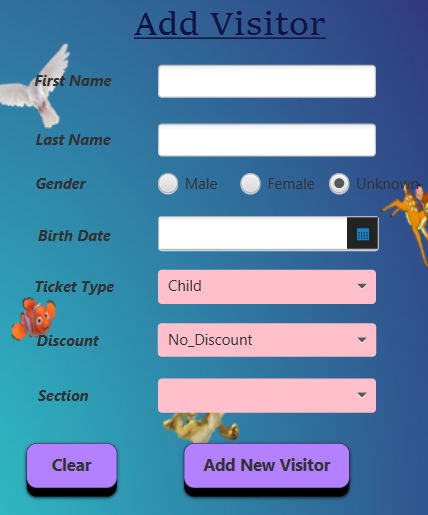 Add Visitor
First Name
Last Name
Gender Male Female Unknown
Birth Date
Ticket Type Child
Discount No_Discount
Section
Clear Add New Visitor